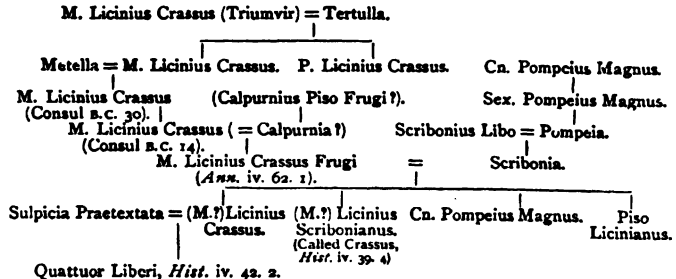 M. Licinius Crassus (Triumvir) = Tertulla.
Metella = M. Licinius Crassus. P. Licinius Crassus. Cn. Pompeius Magnus.
M. Licinius Crassus (Calpurnius Piso Frugi?). Sex. Pompeius Magnus.
(Consul B.C. 30).
M. Licinius Crassus (= Calpurnia?) Scribonius Libo = Pompeia.
(Consul B.C. 14).
M. Licinius Crassus Frugi = Scribonia.
(Ann. iv. 62. 1).
Sulpicia Praetextata = (M.?) Licinius (M.?) Licinius Cn. Pompeius Magnus. Piso
Crassus. Scribonianus. Licinianus.
(Called Crassus,
Hist. iv. 39. 4)
Quattuor Liberi, Hist. iv. 42. 2.